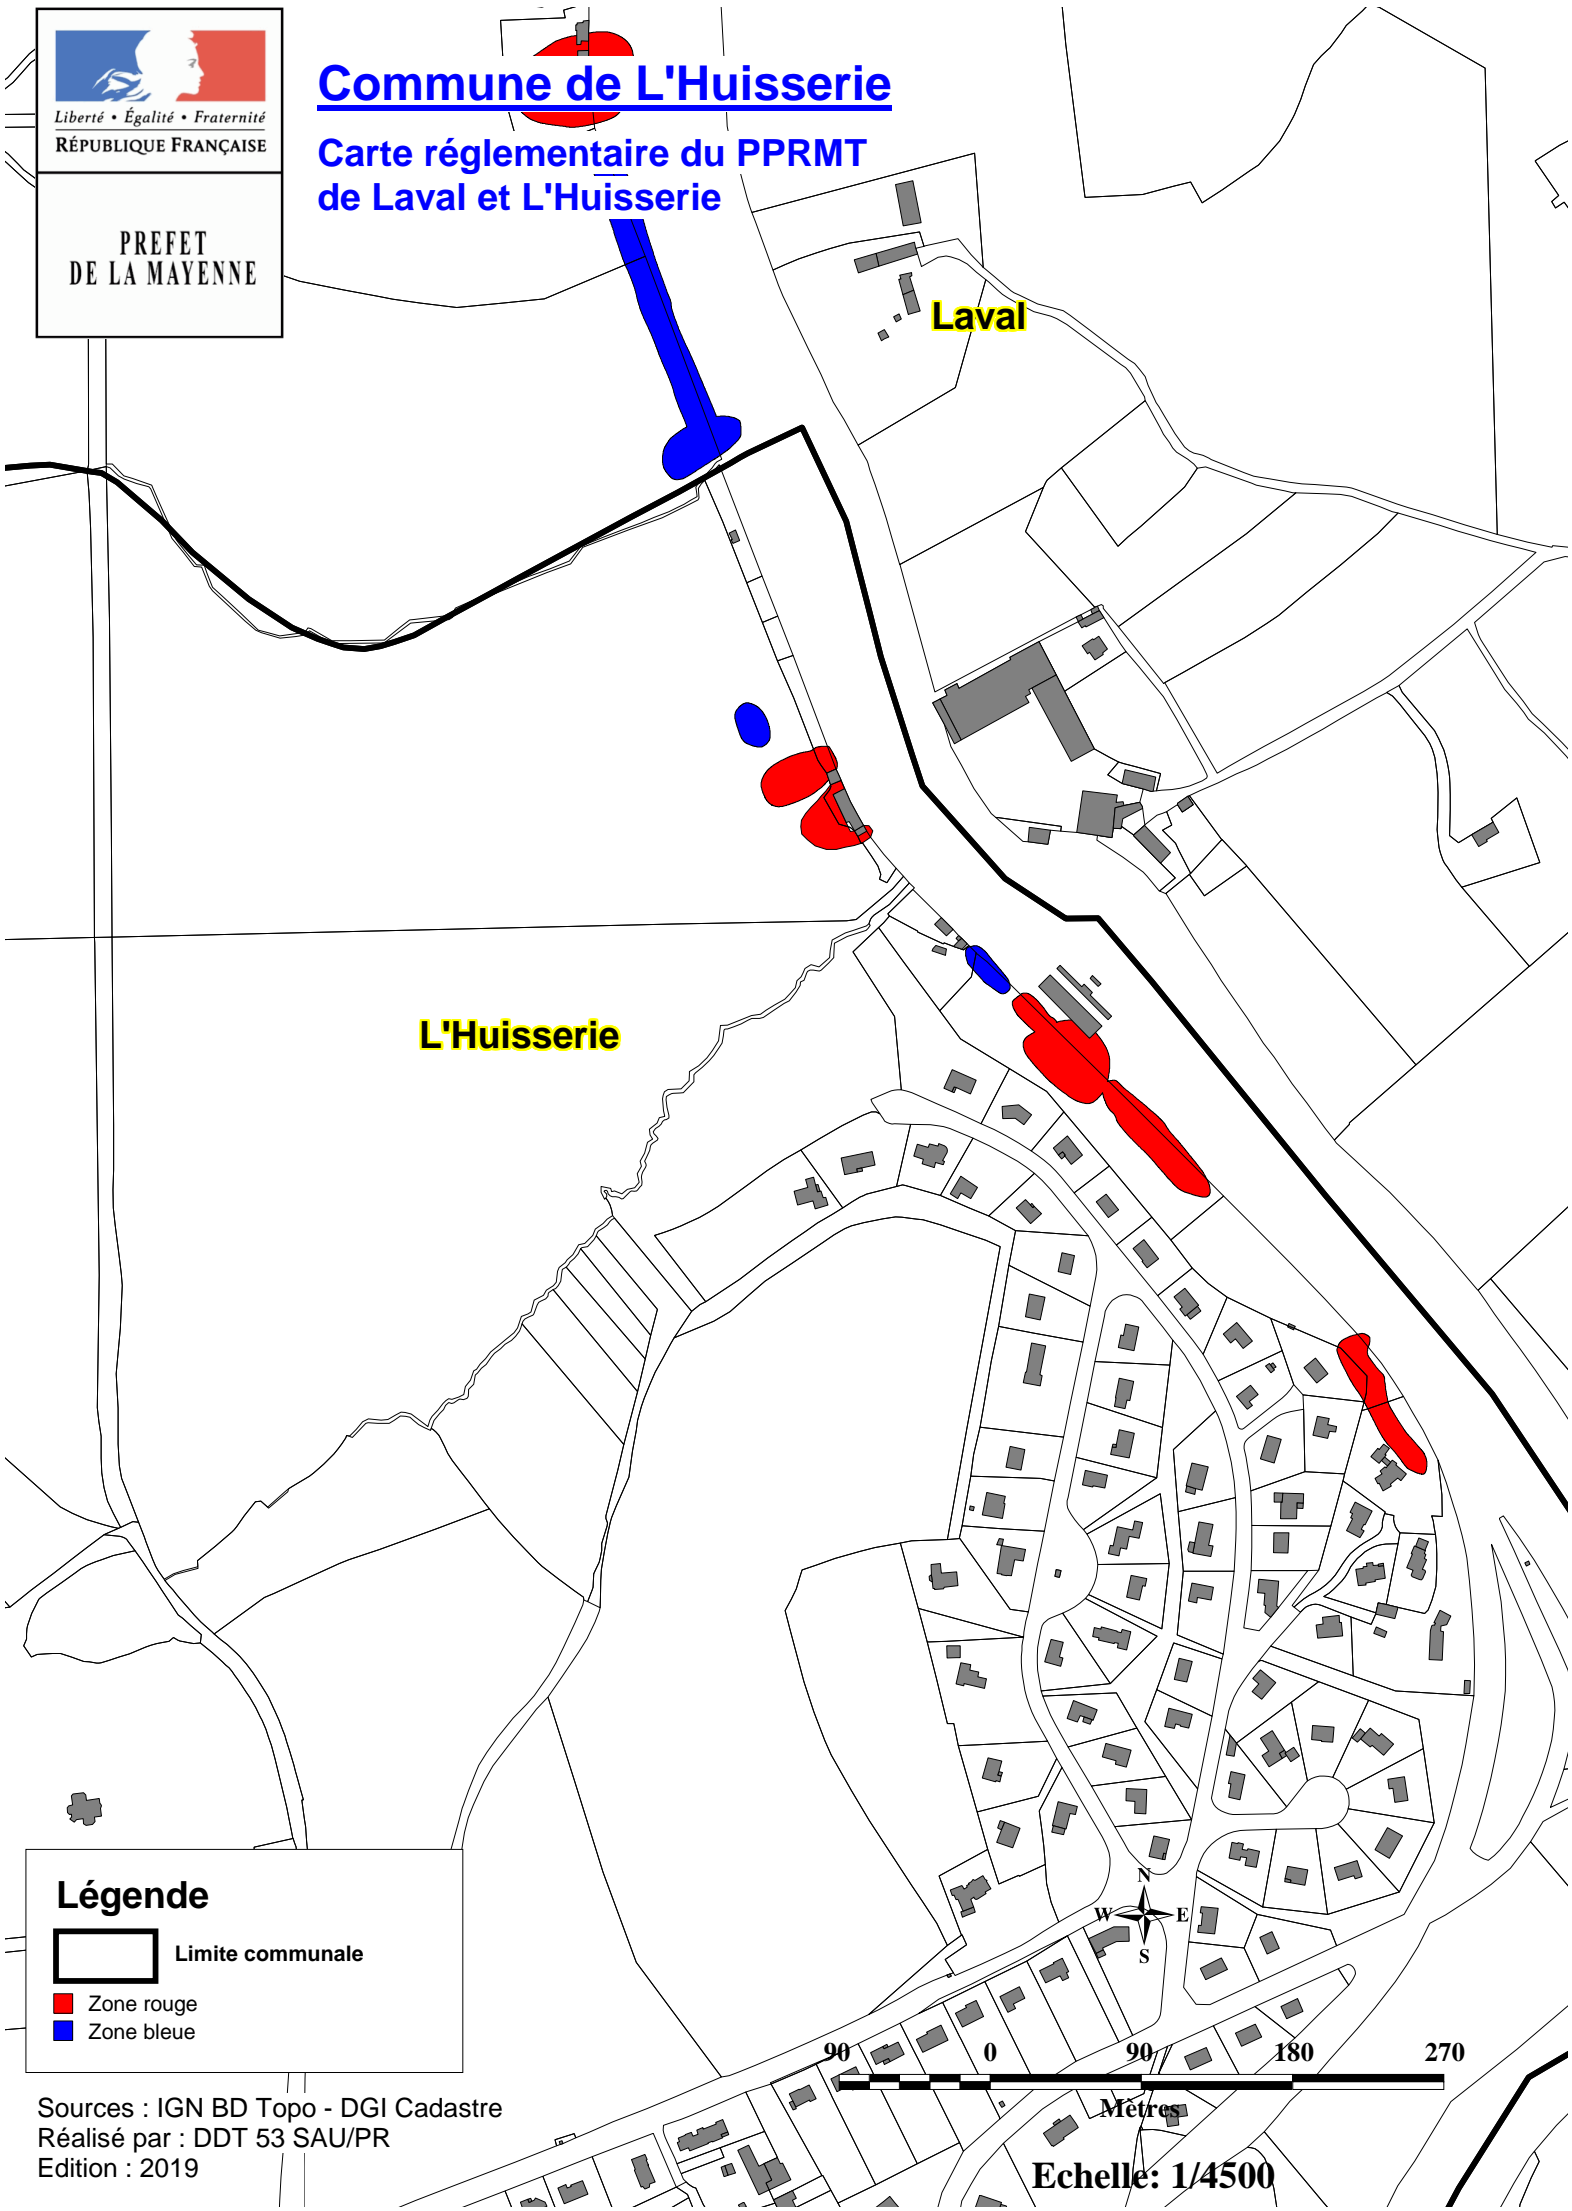 Liberté • Égalité • Fraternité
RÉPUBLIQUE FRANÇAISE
PREFET
DE LA MAYENNE
Commune de L'Huisserie
Carte réglementaire du PPRMT
de Laval et L'Huisserie
Laval
L'Huisserie
Légende
Limite communale
Zone rouge
Zone bleue
N
W E
S
90 0 90 180 270
Mètres
Echelle: 1/4500
Sources : IGN BD Topo - DGI Cadastre
Réalisé par : DDT 53 SAU/PR
Edition : 2019